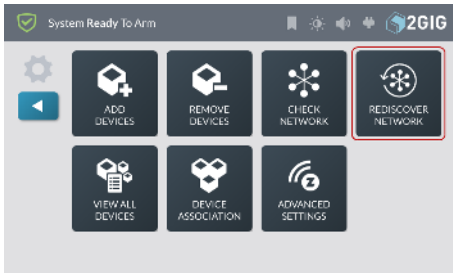 System Ready To Arm
2GIG
ADD
DEVICES
REMOVE
DEVICES
CHECK
NETWORK
REDISCOVER
NETWORK
VIEW ALL
DEVICES
DEVICE
ASSOCIATION
ADVANCED
SETTINGS